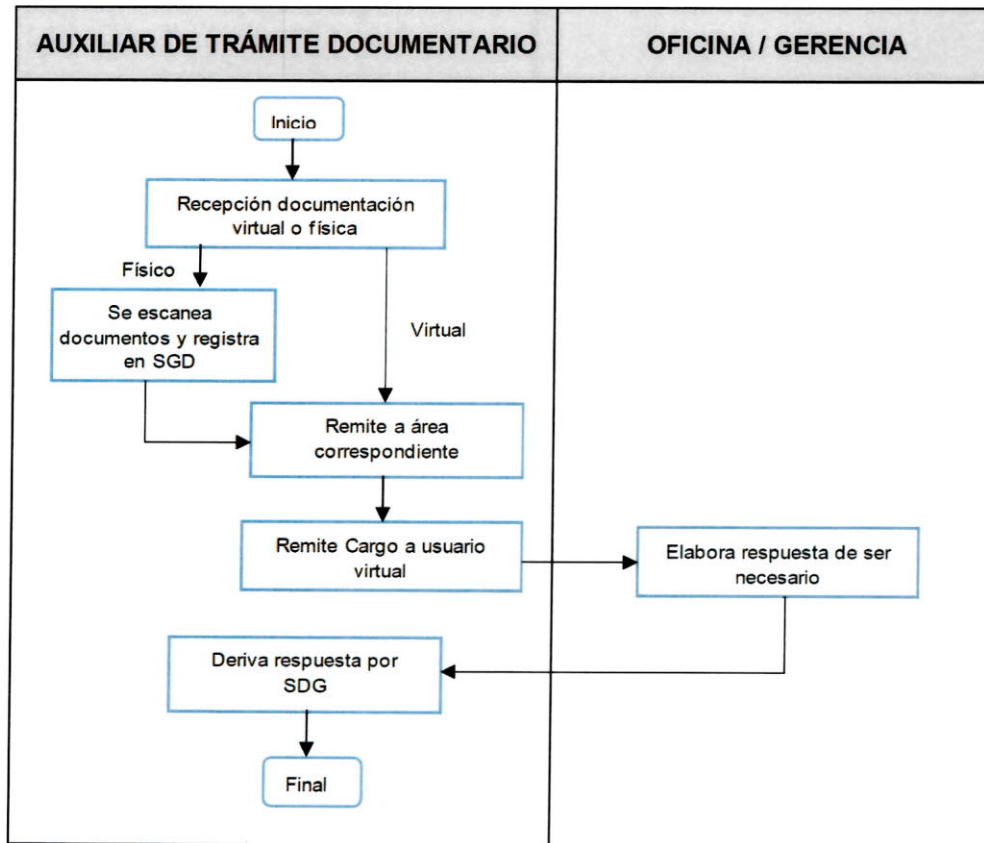 AUXILIAR DE TRÁMITE DOCUMENTARIO
OFICINA / GERENCIA
Inicio
Recepción documentación
virtual o física
Físico
Se escanea
documentos y registra
en SGD
Virtual
Remite a área
correspondiente
Remite Cargo a usuario
virtual
Elabora respuesta de ser
necesario
Deriva respuesta por
SDG
Final